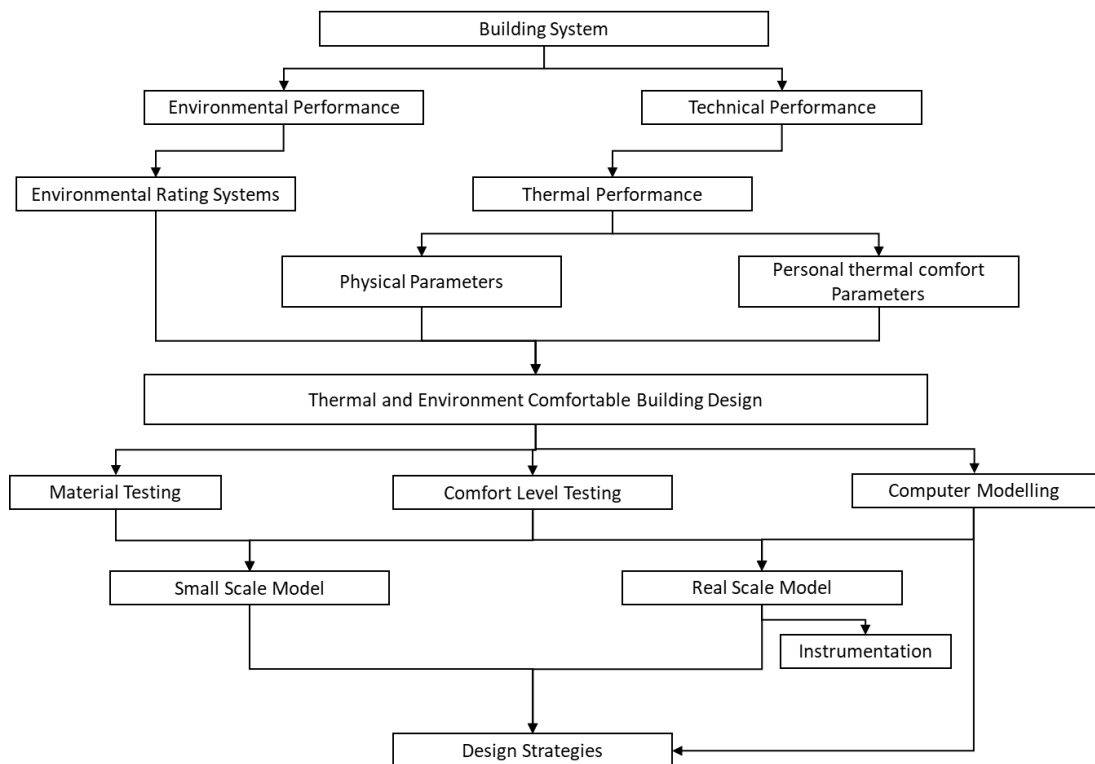 Building System
Environmental Performance
Technical Performance
Environmental Rating Systems
Thermal Performance
Physical Parameters
Personal thermal comfort
Parameters
Thermal and Environment Comfortable Building Design
Material Testing
Comfort Level Testing
Computer Modelling
Small Scale Model
Real Scale Model
Instrumentation
Design Strategies